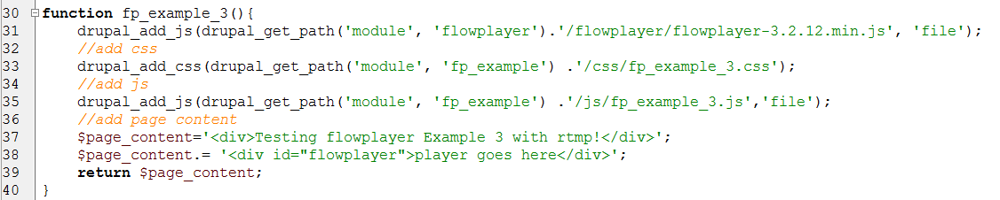 30 function fp_example_3(){
31 drupal_add_js(drupal_get_path('module', 'flowplayer').'/flowplayer/flowplayer-3.2.12.min.js', 'file');
32 //add css
33 drupal_add_css(drupal_get_path('module', 'fp_example') .'/css/fp_example_3.css');
34 //add js
35 drupal_add_js(drupal_get_path('module', 'fp_example') .'/js/fp_example_3.js','file');
36 //add page content
37 $page_content='<div>Testing flowplayer Example 3 with rtmp!</div>';
38 $page_content.= '<div id="flowplayer">player goes here</div>';
39 return $page_content;
40 }